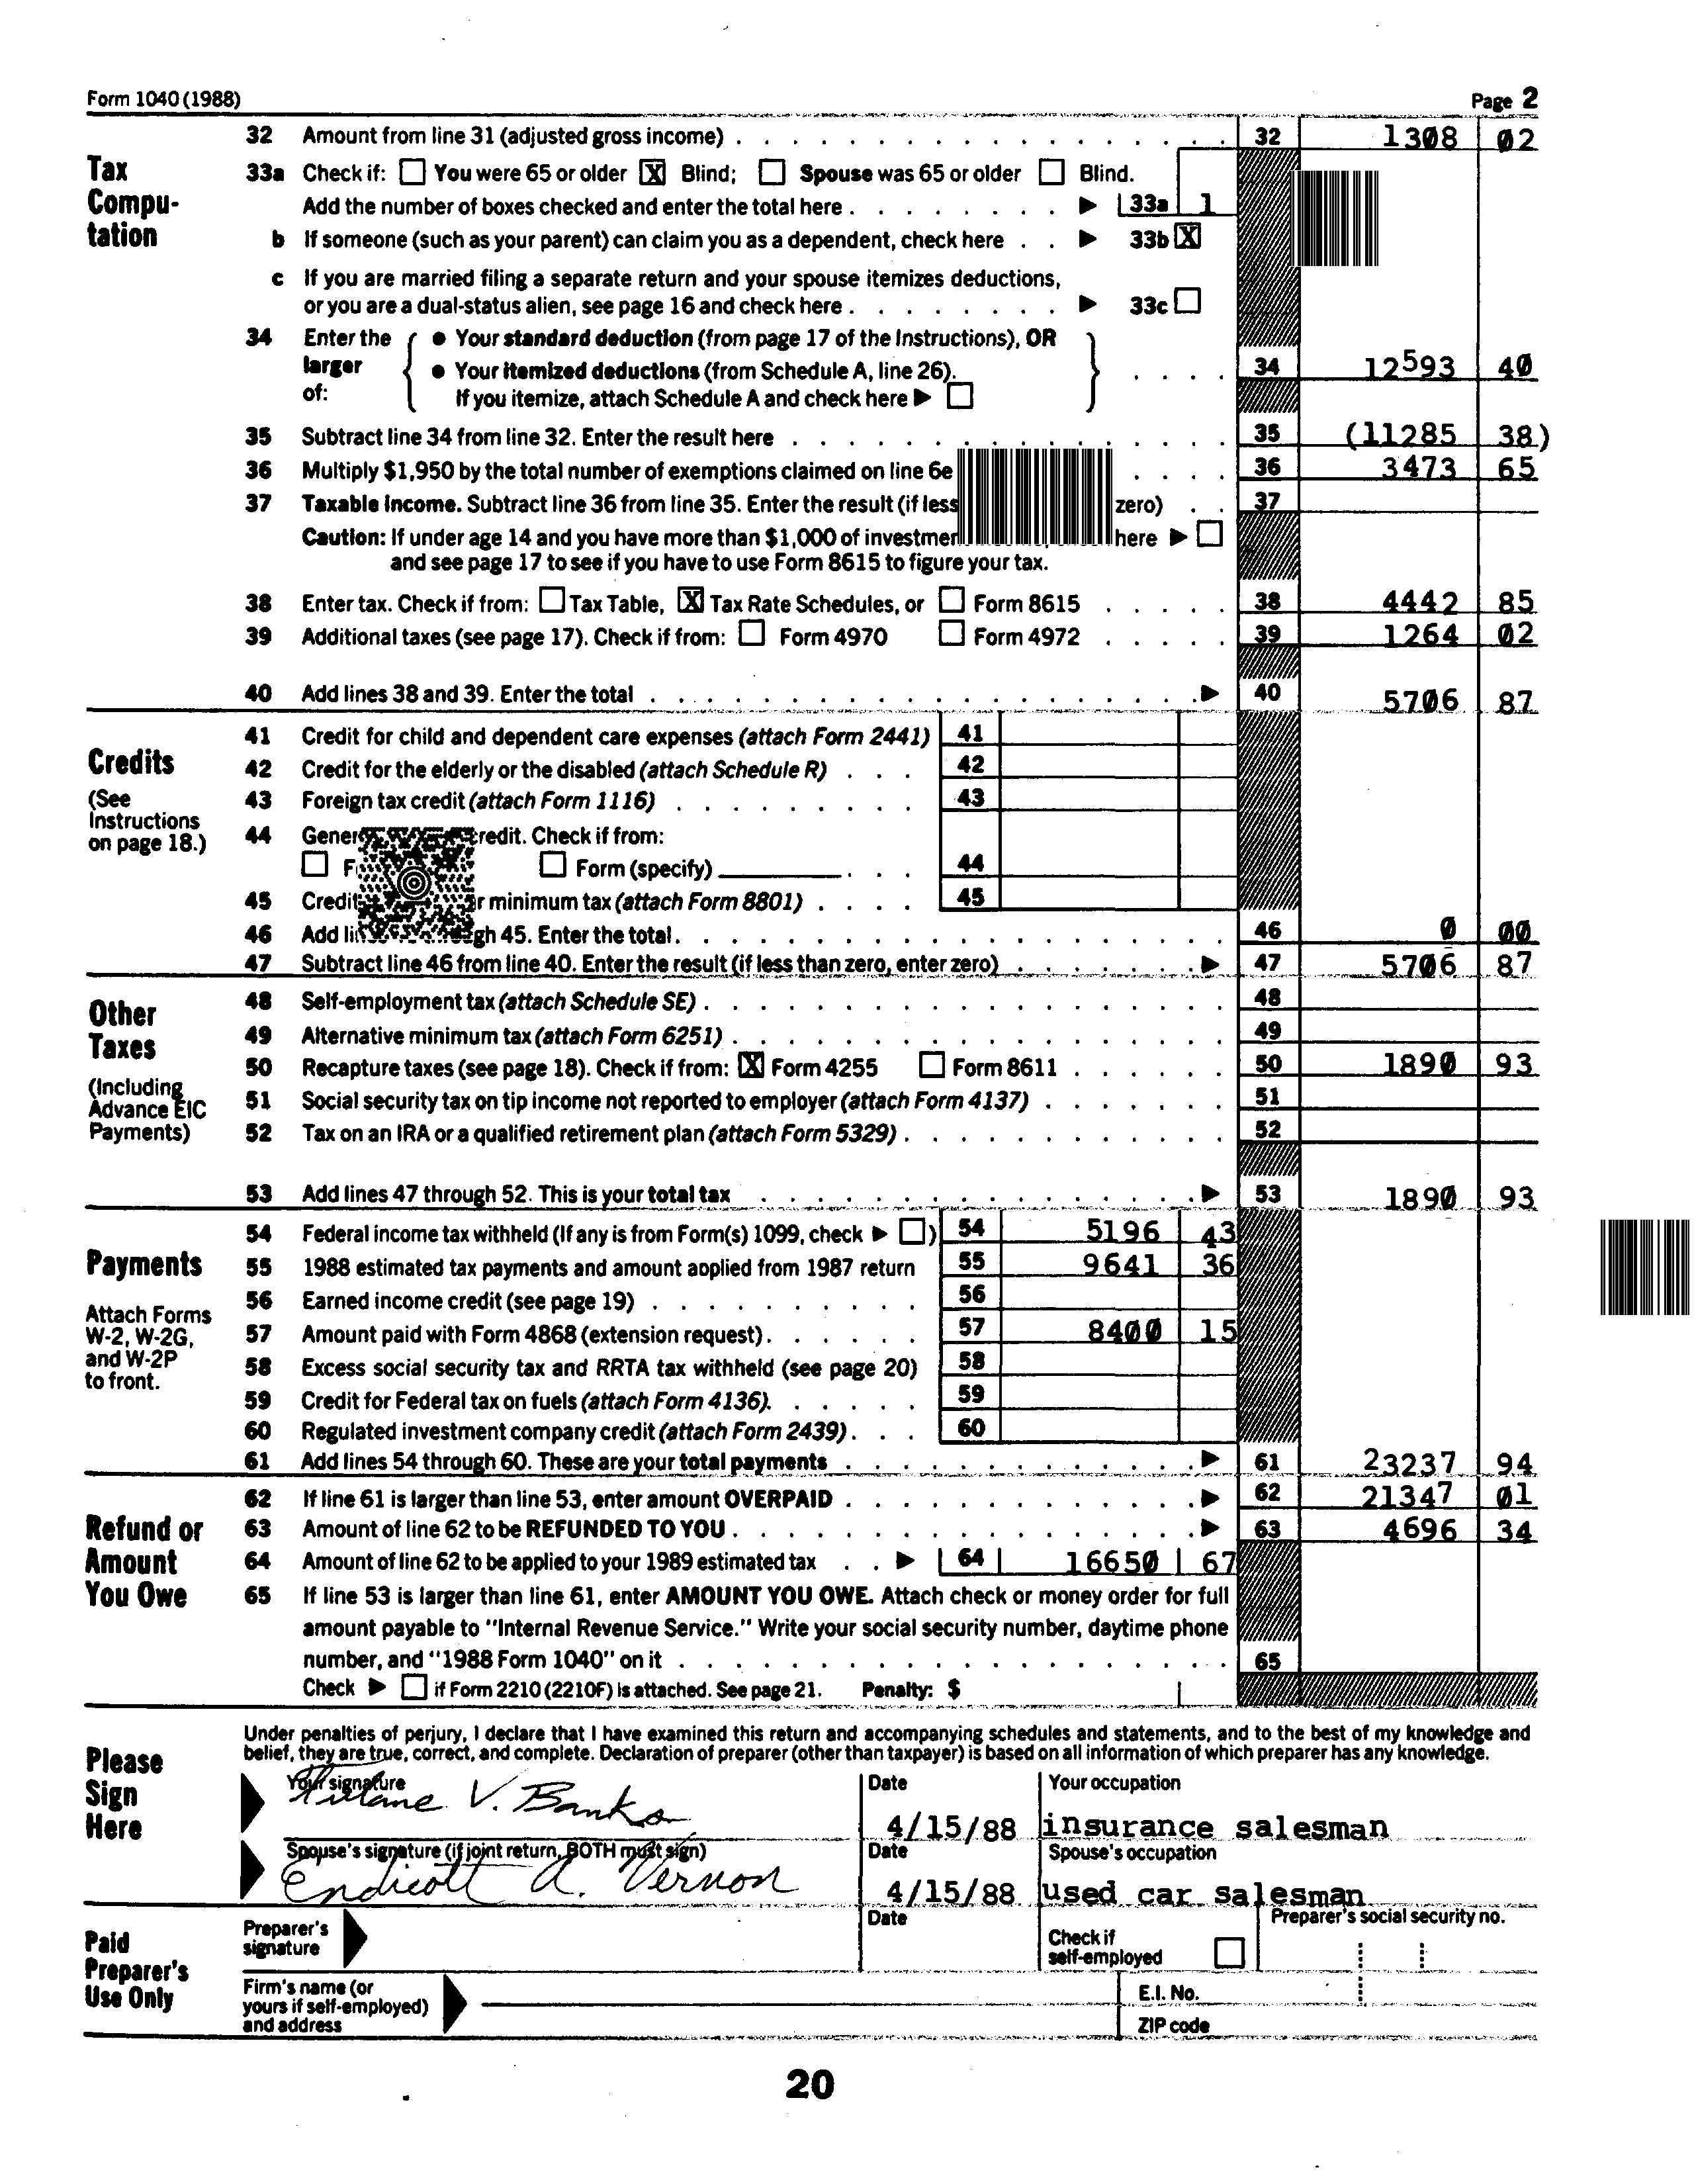 Form 1040 (1988) Page 2
Tax Computation
32 Amount from line 31 (adjusted gross income) 32 1308 02
33a Check if: ☐ You were 65 or older ☒ Blind; ☐ Spouse was 65 or older ☐ Blind.
Add the number of boxes checked and enter the total here ▶ 33a 1
b If someone (such as your parent) can claim you as a dependent, check here ▶ 33b ☒
c If you are married filing a separate return and your spouse itemizes deductions,
or you are a dual-status alien, see page 16 and check here ▶ 33c ☐
34 Enter the larger of: { ● Your standard deduction (from page 17 of the Instructions), OR
● Your itemized deductions (from Schedule A, line 26). } 34 12593 40
If you itemize, attach Schedule A and check here ▶ ☐
35 Subtract line 34 from line 32. Enter the result here 35 (11285 38)
36 Multiply $1,950 by the total number of exemptions claimed on line 6e 36 3473 65
37 Taxable income. Subtract line 36 from line 35. Enter the result (if less zero) 37
Caution: If under age 14 and you have more than $1,000 of here ▶ ☐
and see page 17 to see if you have to use Form 8615 to figure your tax.
38 Enter tax. Check if from: ☐ Tax Table, ☒ Tax Rate Schedules, or ☐ Form 8615 38 4442 85
39 Additional taxes (see page 17). Check if from: ☐ Form 4970 ☐ Form 4972 39 1264 02
40 Add lines 38 and 39. Enter the total ▶ 40 5706 87
Credits
(See Instructions on page 18.)
41 Credit for child and dependent care expenses (attach Form 2441) 41
42 Credit for the elderly or the disabled (attach Schedule R) 42
43 Foreign tax credit (attach Form 1116) 43
44 credit. Check if from:
☐ ☐ Form (specify) 44
45 Credit minimum tax (attach Form 8801) 45
46 Add 45. Enter the total 46 0 00
47 Subtract line 46 from line 40. Enter the result (if less than zero, enter zero) ▶ 47 5706 87
Other Taxes
(Including Advance EIC Payments)
48 Self-employment tax (attach Schedule SE) 48
49 Alternative minimum tax (attach Form 6251) 49
50 Recapture taxes (see page 18). Check if from: ☒ Form 4255 ☐ Form 8611 50 1890 93
51 Social security tax on tip income not reported to employer (attach Form 4137) 51
52 Tax on an IRA or a qualified retirement plan (attach Form 5329) 52
53 Add lines 47 through 52. This is your total tax ▶ 53 1890 93
Payments
Attach Forms W-2, W-2G, and W-2P to front.
54 Federal income tax withheld (If any is from Form(s) 1099, check ▶ ☐) 54 5196 43
55 1988 estimated tax payments and amount applied from 1987 return 55 9641 36
56 Earned income credit (see page 19) 56
57 Amount paid with Form 4868 (extension request) 57 8400 15
58 Excess social security tax and RRTA tax withheld (see page 20) 58
59 Credit for Federal tax on fuels (attach Form 4136) 59
60 Regulated investment company credit (attach Form 2439) 60
61 Add lines 54 through 60. These are your total payments ▶ 61 23237 94
Refund or Amount You Owe
62 If line 61 is larger than line 53, enter amount OVERPAID ▶ 62 21347 01
63 Amount of line 62 to be REFUNDED TO YOU ▶ 63 4696 34
64 Amount of line 62 to be applied to your 1989 estimated tax ▶ 64 16650 67
65 If line 53 is larger than line 61, enter AMOUNT YOU OWE. Attach check or money order for full
amount payable to "Internal Revenue Service." Write your social security number, daytime phone
number, and "1988 Form 1040" on it 65
Check ▶ ☐ if Form 2210 (2210F) is attached. See page 21. Penalty: $
Please Sign Here
Under penalties of perjury, I declare that I have examined this return and accompanying schedules and statements, and to the best of my knowledge and
belief, they are true, correct, and complete. Declaration of preparer (other than taxpayer) is based on all information of which preparer has any knowledge.
Your signature Date Your occupation
V. Banks 4/15/88 insurance salesman
Spouse's signature (if joint return, BOTH must sign) Date Spouse's occupation
Endicott A. Vernon 4/15/88 used car salesman
Paid Preparer's Use Only
Preparer's signature Date Check if self-employed ☐ Preparer's social security no.
Firm's name (or yours if self-employed) and address E.I. No.
ZIP code
20